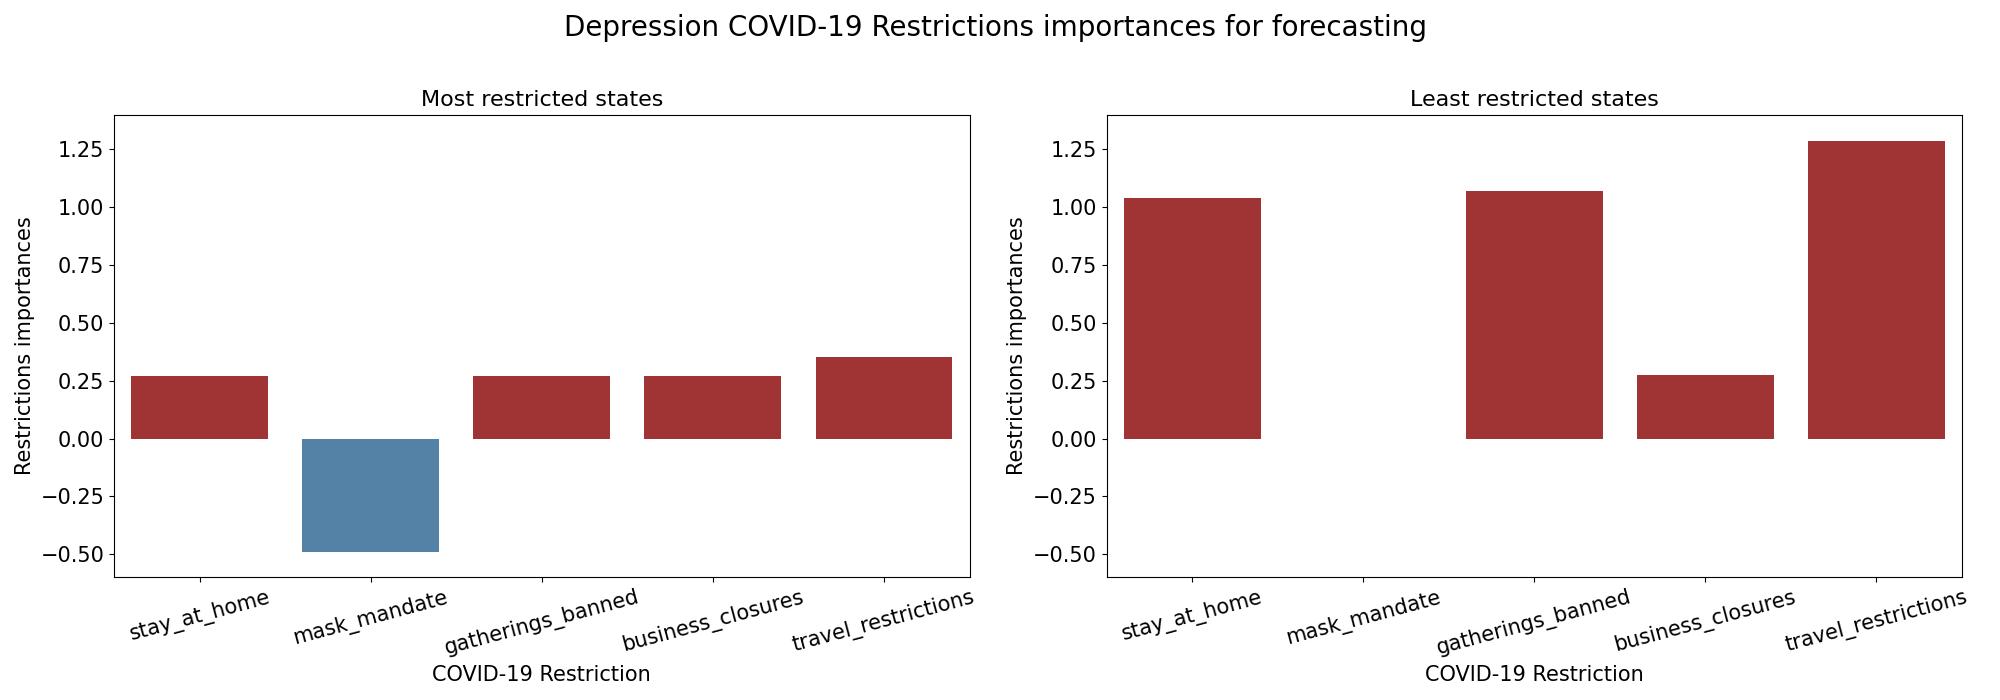 Depression COVID-19 Restrictions importances for forecasting
Most restricted states
1.25
1.00
0.75
0.50
0.25
0.00
−0.25
−0.50
Restrictions importances
stay_at_home
mask_mandate
gatherings_banned
business_closures
travel_restrictions
COVID-19 Restriction
Least restricted states
1.25
1.00
0.75
0.50
0.25
0.00
−0.25
−0.50
Restrictions importances
stay_at_home
mask_mandate
gatherings_banned
business_closures
travel_restrictions
COVID-19 Restriction